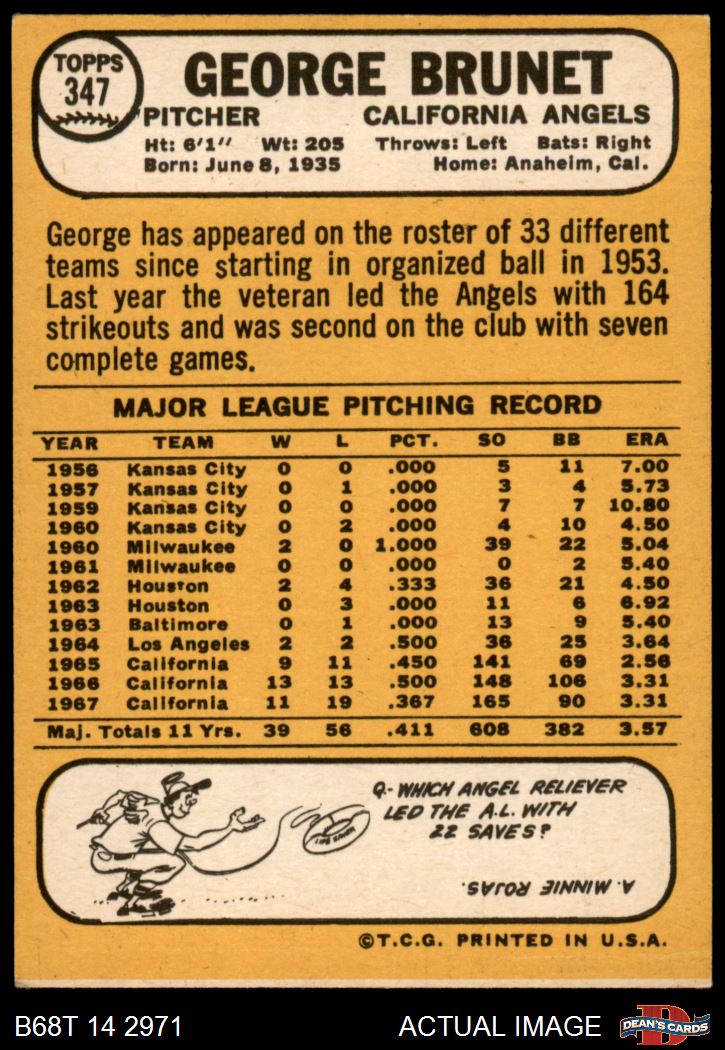 TOPPS
347
GEORGE BRUNET
PITCHER CALIFORNIA ANGELS
Ht: 6'1" Wt: 205 Throws: Left Bats: Right
Born: June 8, 1935 Home: Anaheim, Cal.
George has appeared on the roster of 33 different
teams since starting in organized ball in 1953.
Last year the veteran led the Angels with 164
strikeouts and was second on the club with seven
complete games.
MAJOR LEAGUE PITCHING RECORD
YEAR TEAM W L PCT. SO BB ERA
1956 Kansas City 0 0 .000 5 11 7.00
1957 Kansas City 0 1 .000 3 4 5.73
1959 Kansas City 0 0 .000 7 7 10.80
1960 Kansas City 0 2 .000 4 10 4.50
1960 Milwaukee 2 0 1.000 39 22 5.04
1961 Milwaukee 0 0 .000 0 2 5.40
1962 Houston 2 4 .333 36 21 4.50
1963 Houston 0 3 .000 11 6 6.92
1963 Baltimore 0 1 .000 13 9 5.40
1964 Los Angeles 2 2 .500 36 25 3.64
1965 California 9 11 .450 141 69 2.56
1966 California 13 13 .500 148 106 3.31
1967 California 11 19 .367 165 90 3.31
Maj. Totals 11 Yrs. 39 56 .411 608 382 3.57
Q- WHICH ANGEL RELIEVER
LED THE A.L. WITH
22 SAVES?
LIFE SAVER
A. MINNIE ROJAS.
©T.C.G. PRINTED IN U.S.A.
B68T 14 2971 ACTUAL IMAGE
D
DEAN'S CARDS